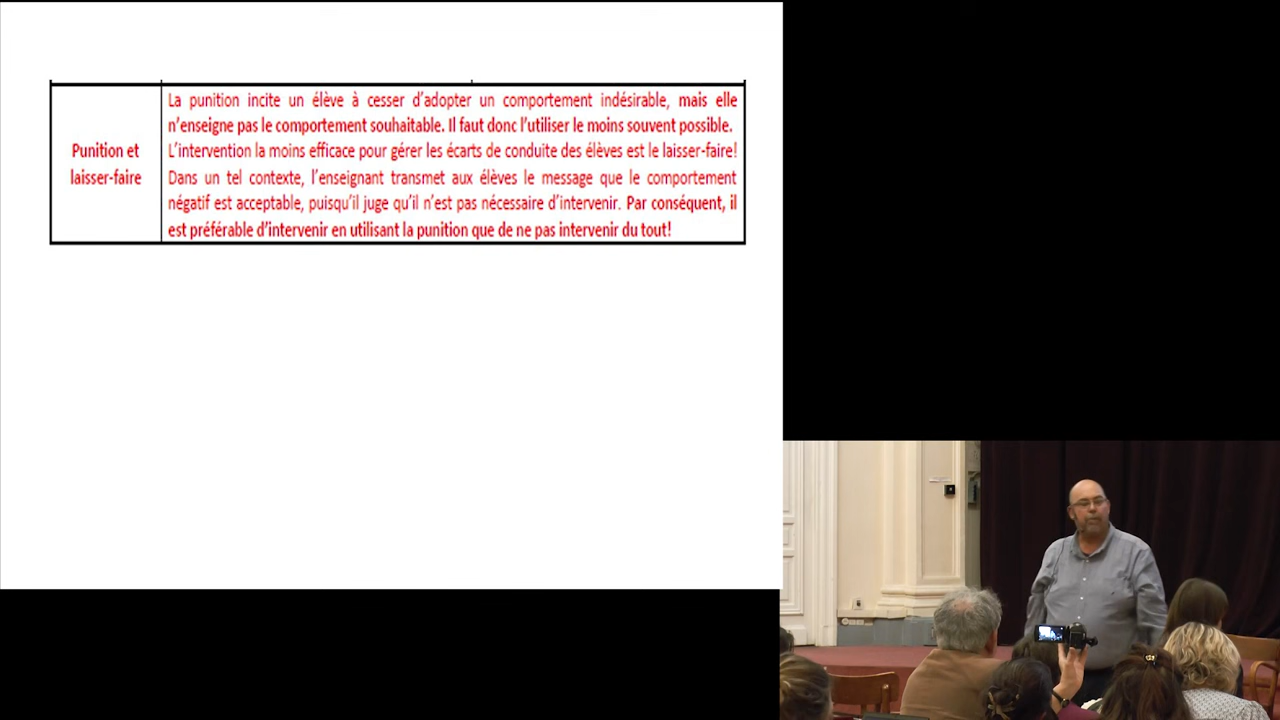 Punition et
laisser-faire
La punition incite un élève à cesser d'adopter un comportement indésirable, mais elle
n'enseigne pas le comportement souhaitable. Il faut donc l'utiliser le moins souvent possible.
L'intervention la moins efficace pour gérer les écarts de conduite des élèves est le laisser-faire!
Dans un tel contexte, l'enseignant transmet aux élèves le message que le comportement
négatif est acceptable, puisqu'il juge qu'il n'est pas nécessaire d'intervenir. Par conséquent, il
est préférable d'intervenir en utilisant la punition que de ne pas intervenir du tout!